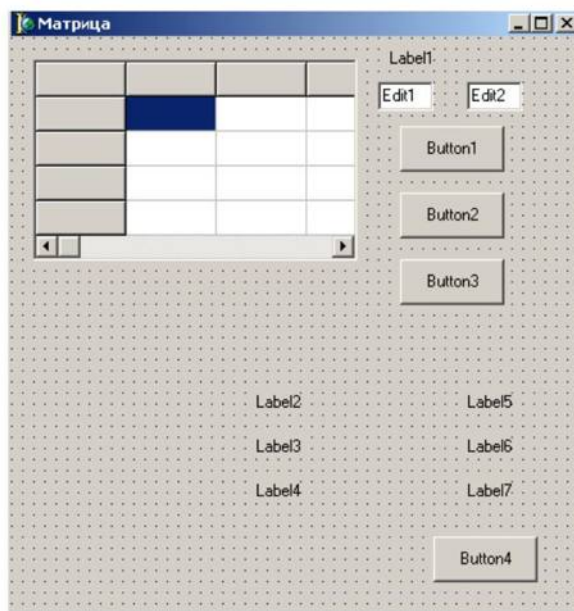 Матрица
Label1
Edit1 Edit2
Button1
Button2
Button3
Label2 Label5
Label3 Label6
Label4 Label7
Button4